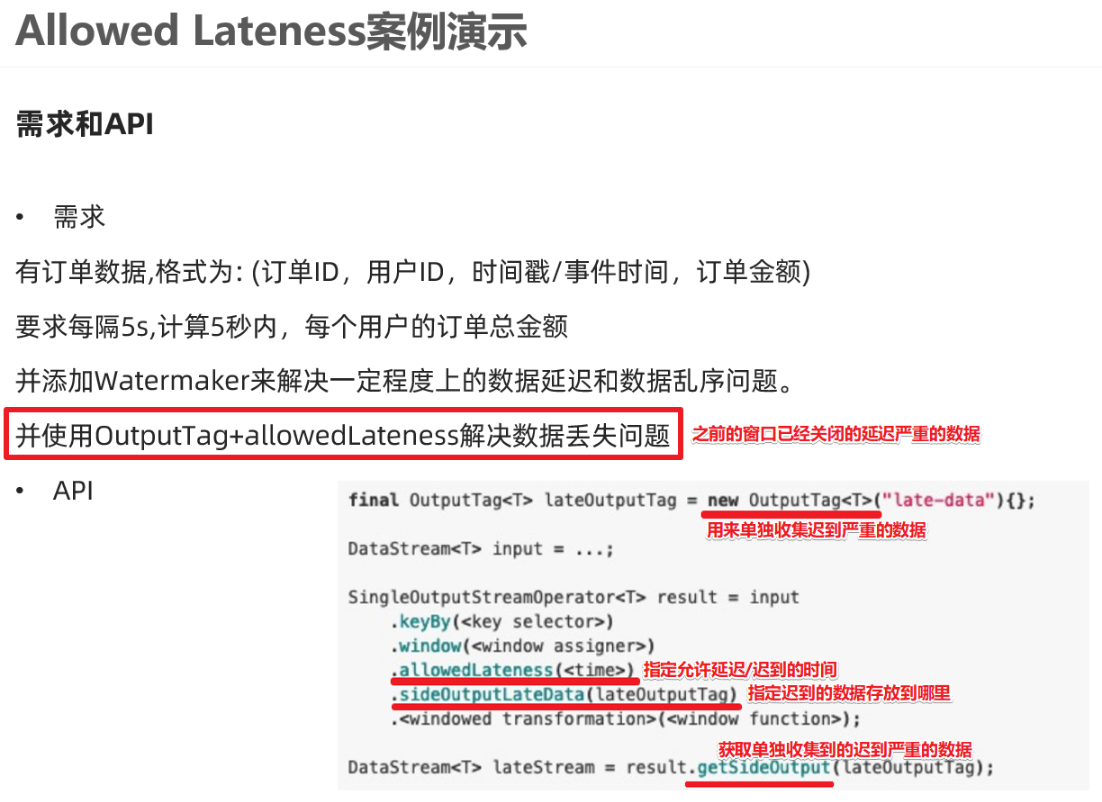 Allowed Lateness案例演示
需求和API
• 需求
有订单数据,格式为: (订单ID，用户ID，时间戳/事件时间，订单金额)
要求每隔5s,计算5秒内，每个用户的订单总金额
并添加Watermaker来解决一定程度上的数据延迟和数据乱序问题。
并使用OutputTag+allowedLateness解决数据丢失问题 之前的窗口已经关闭的延迟严重的数据
• API
final OutputTag<T> lateOutputTag = new OutputTag<T>("late-data"){};
用来单独收集迟到严重的数据
DataStream<T> input = ...;
SingleOutputStreamOperator<T> result = input
.keyBy(<key selector>)
.window(<window assigner>)
.allowedLateness(<time>) 指定允许延迟/迟到的时间
.sideOutputLateData(lateOutputTag) 指定迟到的数据存放到哪里
.<windowed transformation>(<window function>);
获取单独收集到的迟到严重的数据
DataStream<T> lateStream = result.getSideOutput(lateOutputTag);